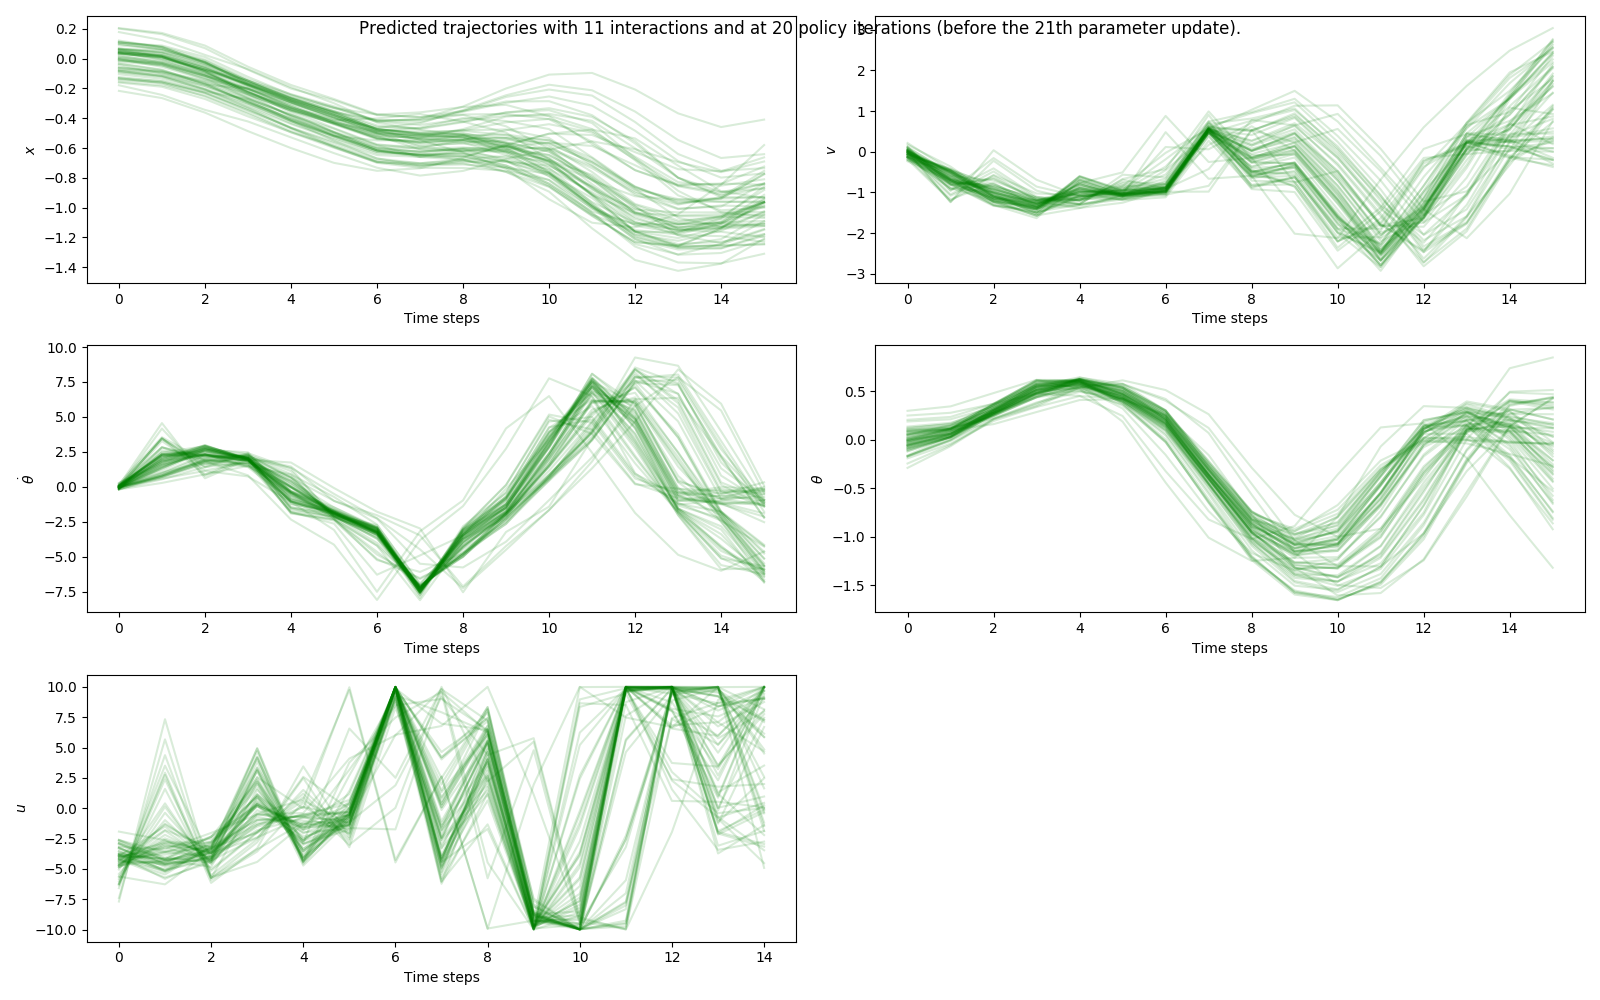 Predicted trajectories with 11 interactions and at 20 policy iterations (before the 21th parameter update).
0.2
0.0
−0.2
−0.4
−0.6
−0.8
−1.0
−1.2
−1.4
x
0 2 4 6 8 10 12 14
Time steps
3
2
1
0
−1
−2
−3
v
0 2 4 6 8 10 12 14
Time steps
10.0
7.5
5.0
2.5
0.0
−2.5
−5.0
−7.5
θ̇
0 2 4 6 8 10 12 14
Time steps
0.5
0.0
−0.5
−1.0
−1.5
θ
0 2 4 6 8 10 12 14
Time steps
10.0
7.5
5.0
2.5
0.0
−2.5
−5.0
−7.5
−10.0
u
0 2 4 6 8 10 12 14
Time steps